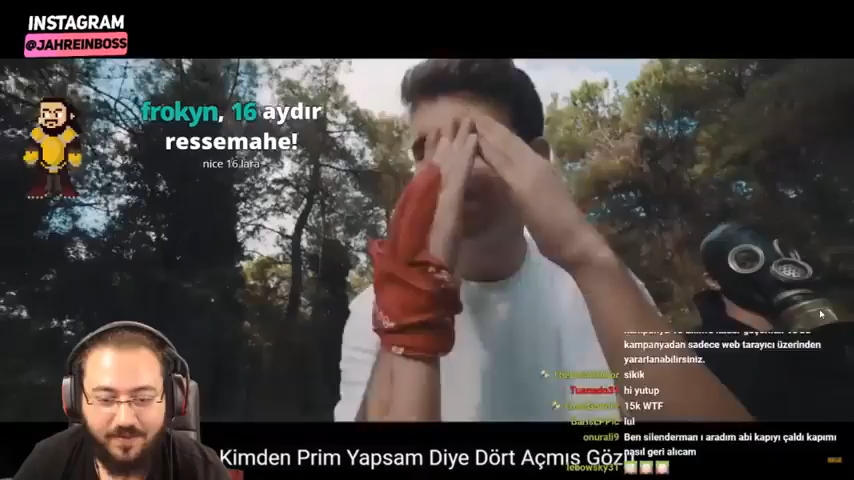 INSTAGRAM
@JAHREINBOSS
frokyn, 16 aydır
ressemahe!
nice 16.lara
kampanyadan sadece web tarayıcı üzerinden
yararlanabilirsiniz.
sikik
hi yutup
15k WTF
lul
onurali9 Ben silenderman ı aradım abi kapıyı çaldı kapımı
nasıl geri alıcam
lebowsky31
Kimden Prim Yapsam Diye Dört Açmış Gözü